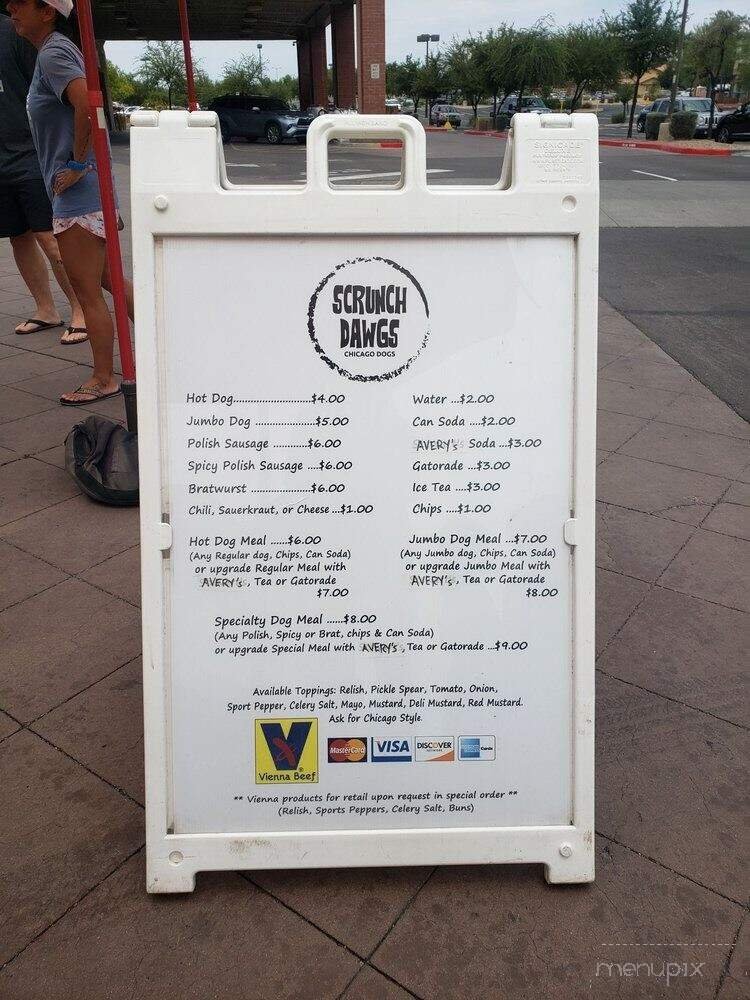 SIGNICADE®
SCRUNCH
DAWGS
CHICAGO DOGS
Hot Dog..........................$4.00
Jumbo Dog .....................$5.00
Polish Sausage ............$6.00
Spicy Polish Sausage ....$6.00
Bratwurst .....................$6.00
Chili, Sauerkraut, or Cheese ...$1.00
Water ...$2.00
Can Soda ....$2.00
AVERY's Soda ...$3.00
Gatorade ...$3.00
Ice Tea ....$3.00
Chips ....$1.00
Hot Dog Meal ......$6.00
(Any Regular dog, Chips, Can Soda)
or upgrade Regular Meal with
AVERY's, Tea or Gatorade
$7.00
Jumbo Dog Meal ...$7.00
(Any Jumbo dog, Chips, Can Soda)
or upgrade Jumbo Meal with
AVERY's, Tea or Gatorade
$8.00
Specialty Dog Meal ......$8.00
(Any Polish, Spicy or Brat, chips & Can Soda)
or upgrade Special Meal with AVERY's, Tea or Gatorade ...$9.00
Available Toppings: Relish, Pickle Spear, Tomato, Onion,
Sport Pepper, Celery Salt, Mayo, Mustard, Deli Mustard, Red Mustard.
Ask for Chicago Style
V ®
Vienna Beef
MasterCard VISA DISCOVER NETWORK Cards
** Vienna products for retail upon request in special order **
(Relish, Sports Peppers, Celery Salt, Buns)
menupix